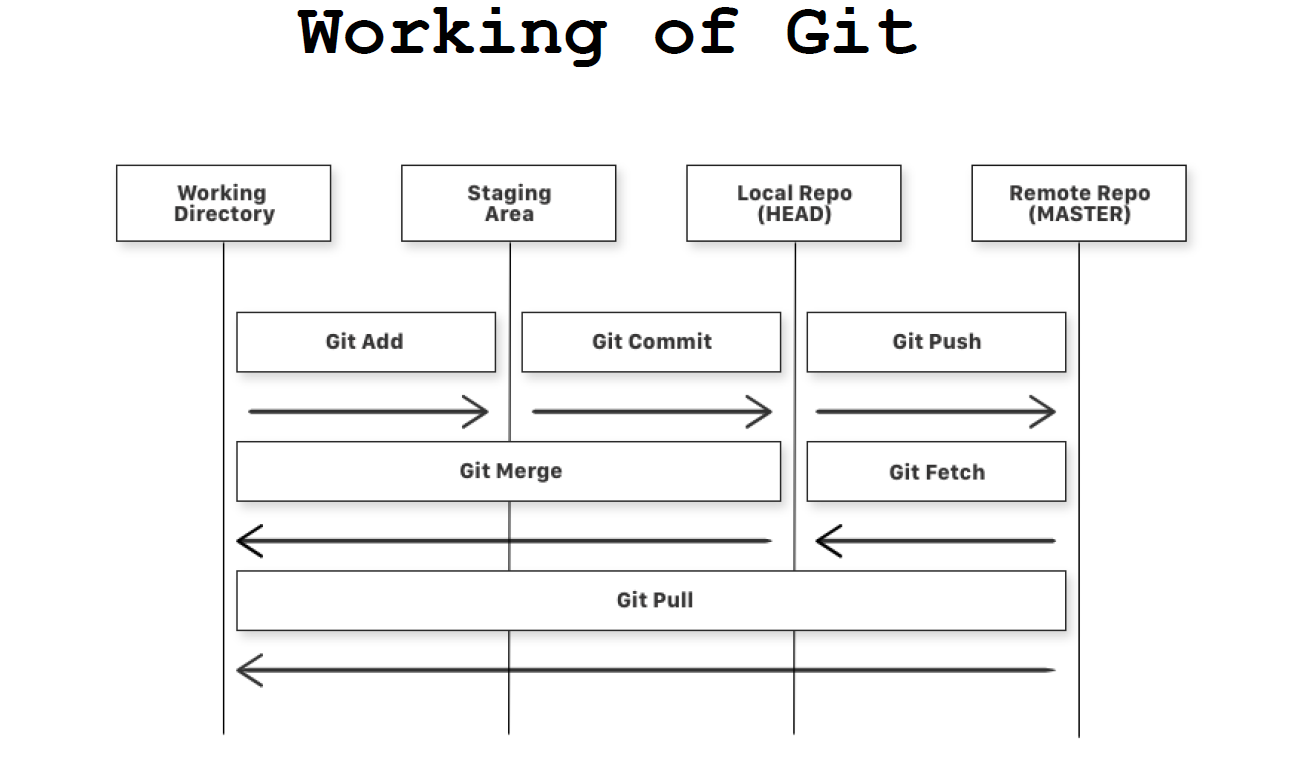 Working of Git
Working
Directory
Staging
Area
Local Repo
(HEAD)
Remote Repo
(MASTER)
Git Add
Git Commit
Git Push
Git Merge
Git Fetch
Git Pull